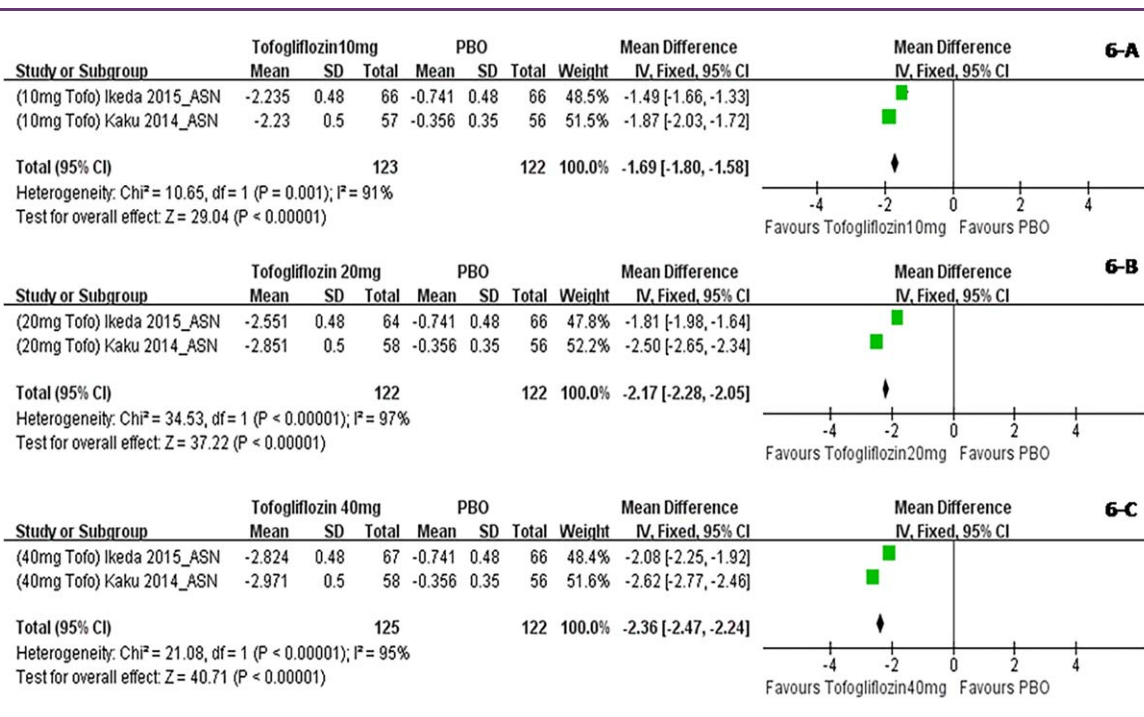 Tofogliflozin10mg PBO Mean Difference Mean Difference 6-A
Study or Subgroup Mean SD Total Mean SD Total Weight IV, Fixed, 95% CI IV, Fixed, 95% CI
(10mg Tofo) Ikeda 2015_ASN -2.235 0.48 66 -0.741 0.48 66 48.5% -1.49 [-1.66, -1.33]
(10mg Tofo) Kaku 2014_ASN -2.23 0.5 57 -0.356 0.35 56 51.5% -1.87 [-2.03, -1.72]
Total (95% CI) 123 122 100.0% -1.69 [-1.80, -1.58]
Heterogeneity: Chi² = 10.65, df = 1 (P = 0.001); I² = 91%
Test for overall effect: Z = 29.04 (P < 0.00001)
-4 -2 0 2 4
Favours Tofogliflozin10mg Favours PBO
Tofogliflozin 20mg PBO Mean Difference Mean Difference 6-B
Study or Subgroup Mean SD Total Mean SD Total Weight IV, Fixed, 95% CI IV, Fixed, 95% CI
(20mg Tofo) Ikeda 2015_ASN -2.551 0.48 64 -0.741 0.48 66 47.8% -1.81 [-1.98, -1.64]
(20mg Tofo) Kaku 2014_ASN -2.851 0.5 58 -0.356 0.35 56 52.2% -2.50 [-2.65, -2.34]
Total (95% CI) 122 122 100.0% -2.17 [-2.28, -2.05]
Heterogeneity: Chi² = 34.53, df = 1 (P < 0.00001); I² = 97%
Test for overall effect: Z = 37.22 (P < 0.00001)
-4 -2 0 2 4
Favours Tofogliflozin20mg Favours PBO
Tofogliflozin 40mg PBO Mean Difference Mean Difference 6-C
Study or Subgroup Mean SD Total Mean SD Total Weight IV, Fixed, 95% CI IV, Fixed, 95% CI
(40mg Tofo) Ikeda 2015_ASN -2.824 0.48 67 -0.741 0.48 66 48.4% -2.08 [-2.25, -1.92]
(40mg Tofo) Kaku 2014_ASN -2.971 0.5 58 -0.356 0.35 56 51.6% -2.62 [-2.77, -2.46]
Total (95% CI) 125 122 100.0% -2.36 [-2.47, -2.24]
Heterogeneity: Chi² = 21.08, df = 1 (P < 0.00001); I² = 95%
Test for overall effect: Z = 40.71 (P < 0.00001)
-4 -2 0 2 4
Favours Tofogliflozin40mg Favours PBO